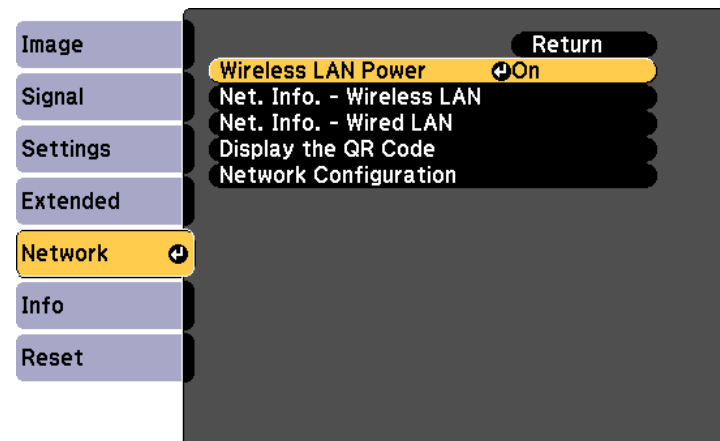 Image
Signal
Settings
Extended
Network
Info
Reset
Return
Wireless LAN Power On
Net. Info. - Wireless LAN
Net. Info. - Wired LAN
Display the QR Code
Network Configuration